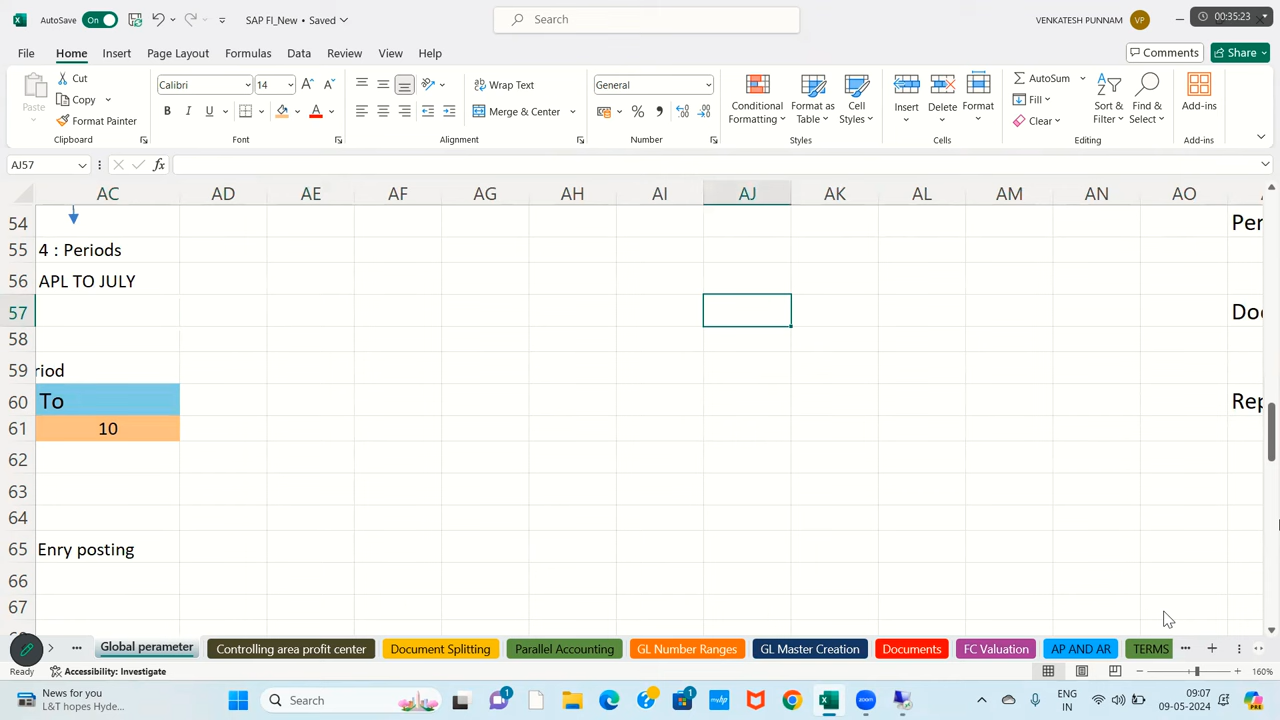 AutoSave On SAP FI_New • Saved Search VENKATESH PUNNAM VP 00:35:23
File Home Insert Page Layout Formulas Data Review View Help Comments Share
Cut Calibri 14 Wrap Text General AutoSum
Paste Copy Conditional Format as Cell Insert Delete Format Fill Sort & Find & Add-ins
Format Painter B I U Merge & Center % Formatting Table Styles Clear Filter Select
Clipboard Font Alignment Number Styles Cells Editing Add-ins
AJ57 fx
AC AD AE AF AG AH AI AJ AK AL AM AN AO
54 Per
55 4 : Periods
56 APL TO JULY
57 Doc
58
59 riod
60 To Rep
61 10
62
63
64
65 Enry posting
66
67
Global perameter Controlling area profit center Document Splitting Parallel Accounting GL Number Ranges GL Master Creation Documents FC Valuation AP AND AR TERMS
Ready Accessibility: Investigate 160%
News for you
L&T hopes Hyde...
Search
ENG
IN
09:07
09-05-2024